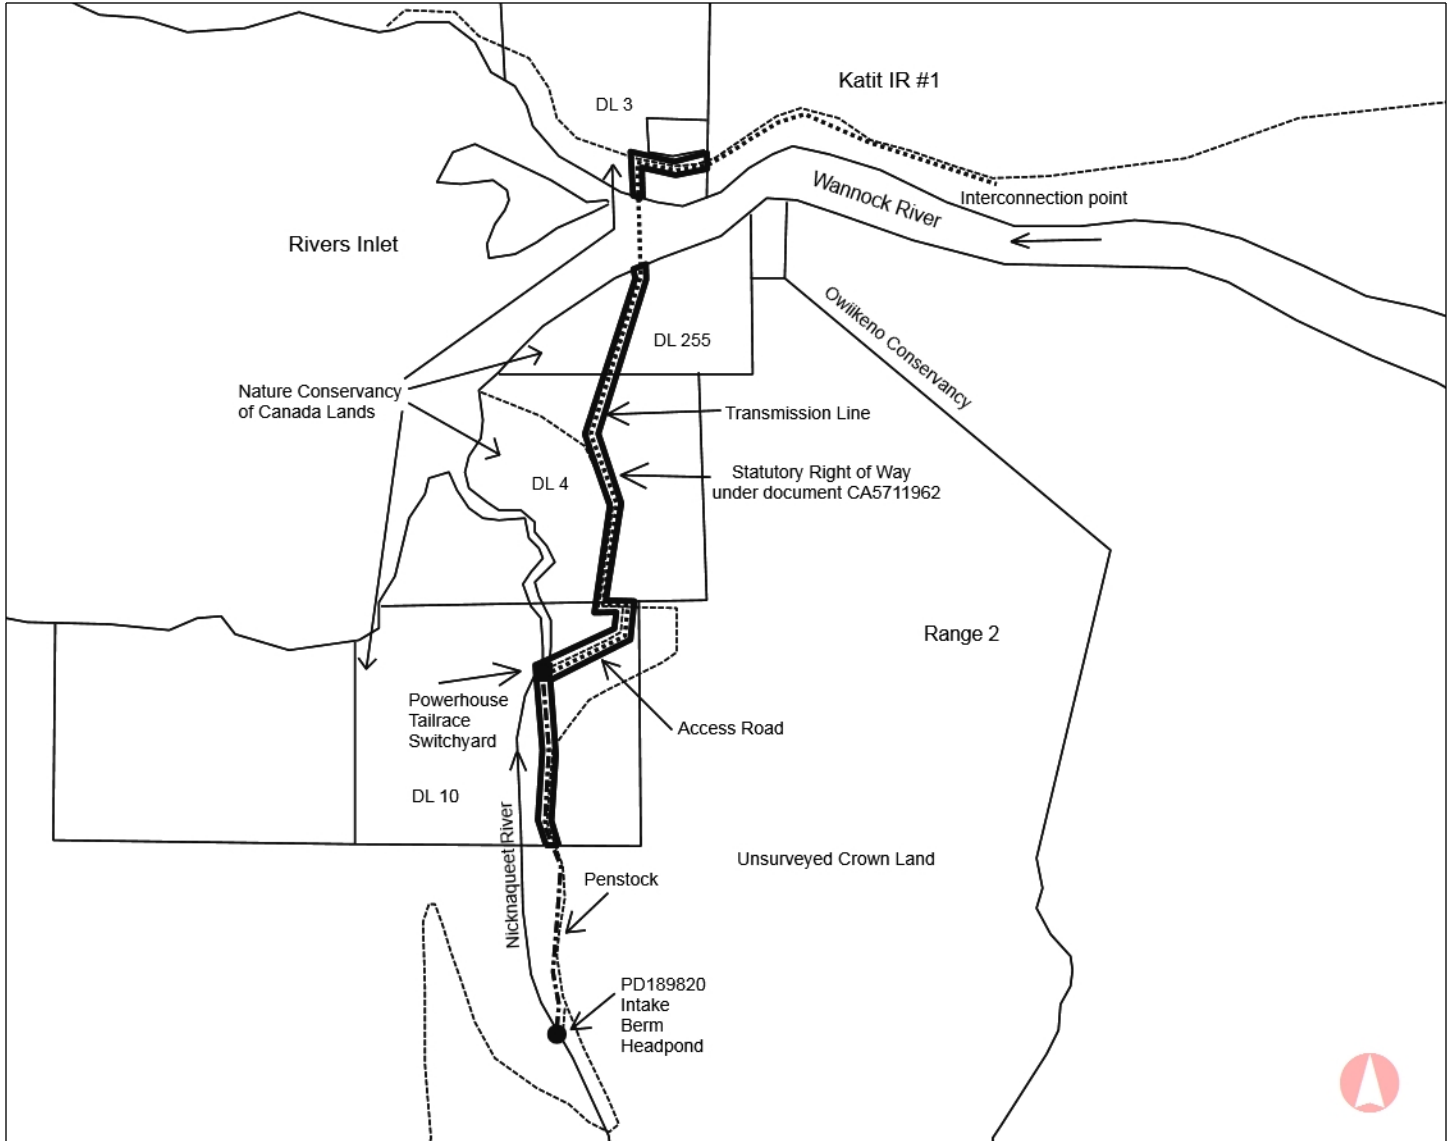 Katit IR #1
DL 3
Wannock River
Interconnection point
Rivers Inlet
Owiikeno Conservancy
DL 255
Nature Conservancy
of Canada Lands
Transmission Line
Statutory Right of Way
under document CA5711962
DL 4
Range 2
Powerhouse
Tailrace
Switchyard
Access Road
DL 10
Nicknaqueet River
Unsurveyed Crown Land
Penstock
PD189820
Intake
Berm
Headpond